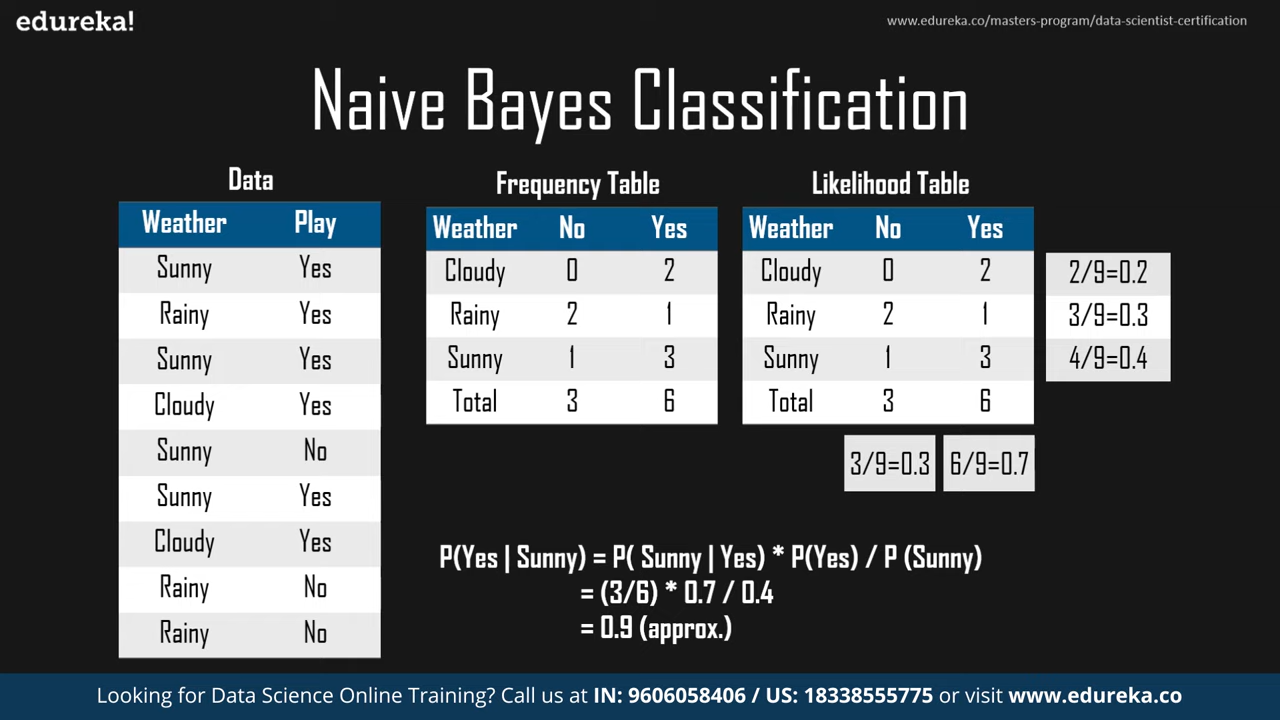 edureka!
www.edureka.co/masters-program/data-scientist-certification
Naive Bayes Classification
Data
Weather Play
Sunny Yes
Rainy Yes
Sunny Yes
Cloudy Yes
Sunny No
Sunny Yes
Cloudy Yes
Rainy No
Rainy No
Frequency Table
Weather No Yes
Cloudy 0 2
Rainy 2 1
Sunny 1 3
Total 3 6
Likelihood Table
Weather No Yes
Cloudy 0 2 2/9=0.2
Rainy 2 1 3/9=0.3
Sunny 1 3 4/9=0.4
Total 3 6
3/9=0.3 6/9=0.7
P(Yes | Sunny) = P( Sunny | Yes) * P(Yes) / P (Sunny)
= (3/6) * 0.7 / 0.4
= 0.9 (approx.)
Looking for Data Science Online Training? Call us at IN: 9606058406 / US: 18338555775 or visit www.edureka.co